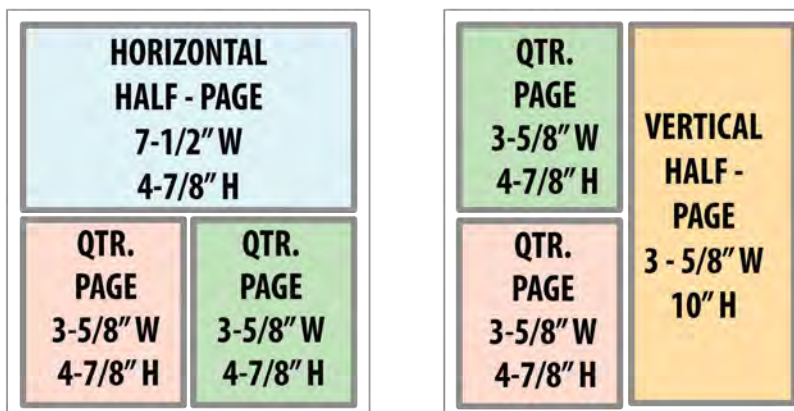 HORIZONTAL
HALF - PAGE
7-1/2” W
4-7/8” H
QTR.
PAGE
3-5/8” W
4-7/8” H
QTR.
PAGE
3-5/8” W
4-7/8” H
QTR.
PAGE
3-5/8” W
4-7/8” H
QTR.
PAGE
3-5/8” W
4-7/8” H
VERTICAL
HALF -
PAGE
3 - 5/8” W
10” H